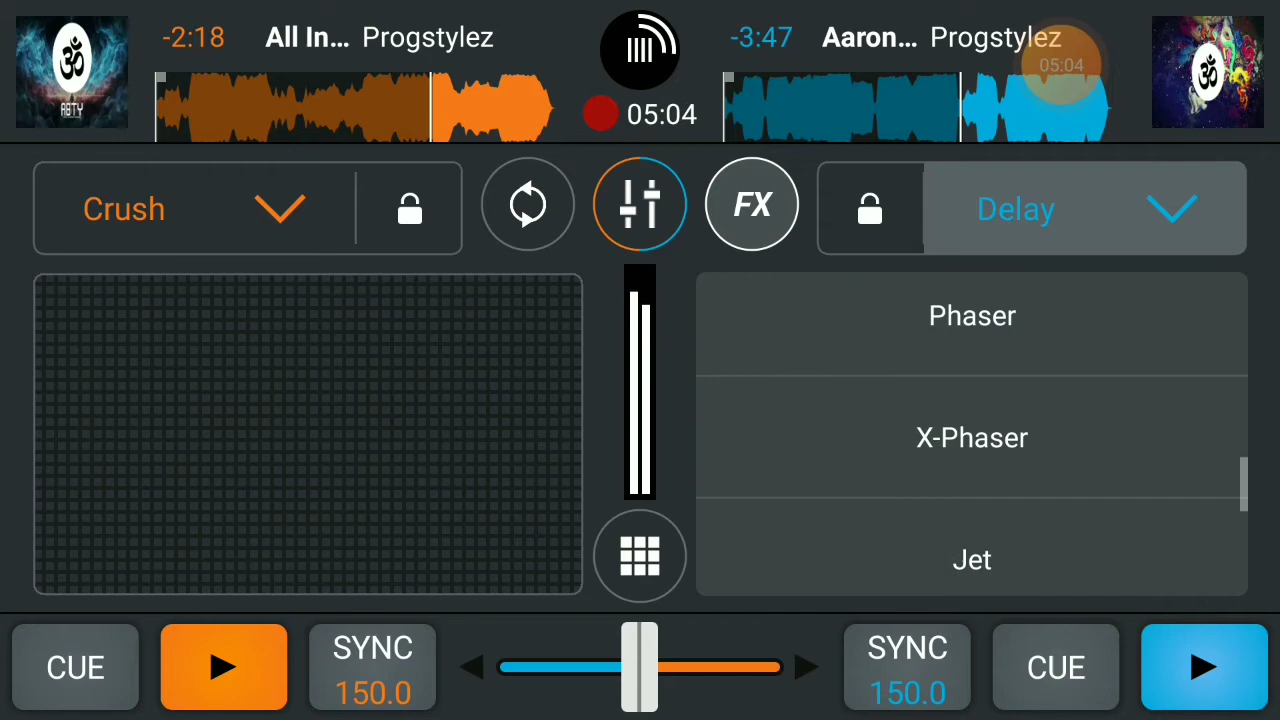 -2:18 All In... Progstylez
-3:47 Aaron... Progstylez
05:04
05:04
ABTY
Crush
FX
Delay
Phaser
X-Phaser
Jet
CUE
SYNC
150.0
SYNC
150.0
CUE